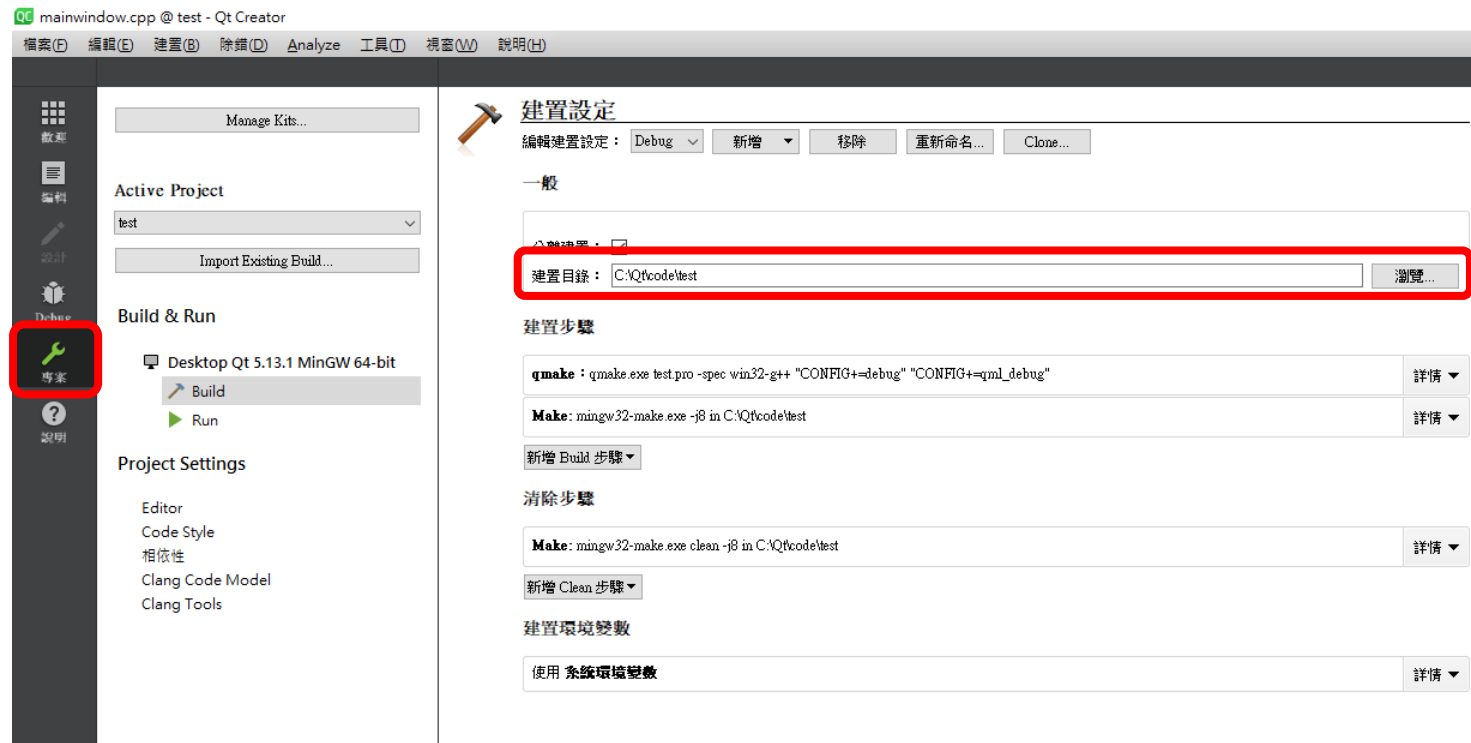 QC mainwindow.cpp @ test - Qt Creator
檔案(F) 編輯(E) 建置(B) 除錯(D) Analyze 工具(T) 視窗(W) 說明(H)
歡迎
編輯
設計
Debug
專案
說明
Manage Kits...
Active Project
test
Import Existing Build...
Build & Run
Desktop Qt 5.13.1 MinGW 64-bit
Build
Run
Project Settings
Editor
Code Style
相依性
Clang Code Model
Clang Tools
建置設定
編輯建置設定： Debug 新增 移除 重新命名... Clone...
一般
分離建置：
建置目錄： C:\Qt\code\test 瀏覽...
建置步驟
qmake：qmake.exe test.pro -spec win32-g++ "CONFIG+=debug" "CONFIG+=qml_debug" 詳情
Make: mingw32-make.exe -j8 in C:\Qt\code\test 詳情
新增 Build 步驟
清除步驟
Make: mingw32-make.exe clean -j8 in C:\Qt\code\test 詳情
新增 Clean 步驟
建置環境變數
使用 系統環境變數 詳情